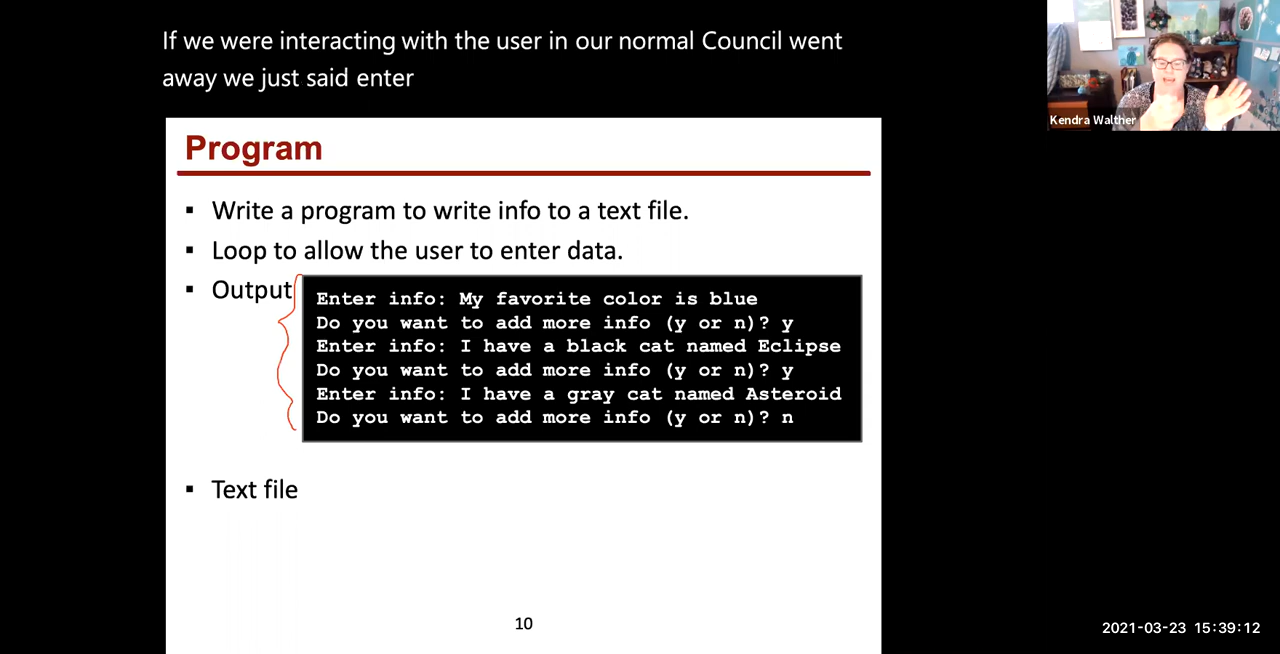 If we were interacting with the user in our normal Council went
away we just said enter
Kendra Walther
Program
▪ Write a program to write info to a text file.
▪ Loop to allow the user to enter data.
▪ Output
Enter info: My favorite color is blue
Do you want to add more info (y or n)? y
Enter info: I have a black cat named Eclipse
Do you want to add more info (y or n)? y
Enter info: I have a gray cat named Asteroid
Do you want to add more info (y or n)? n
▪ Text file
10
2021-03-23 15:39:12